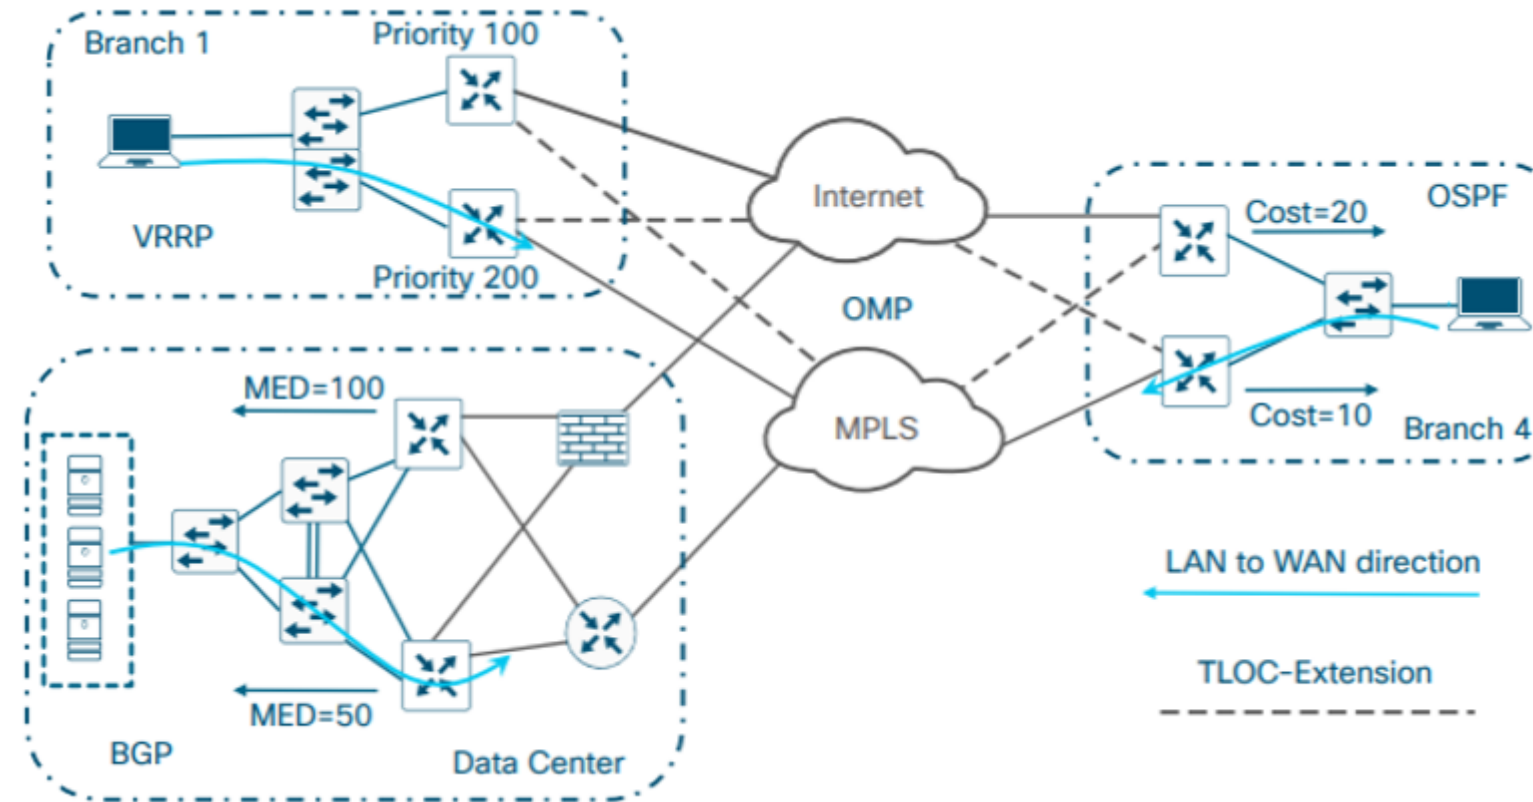 Branch 1
Priority 100
VRRP
Priority 200
Internet
OMP
MPLS
Cost=20
OSPF
Cost=10
Branch 4
MED=100
MED=50
BGP
Data Center
LAN to WAN direction
TLOC-Extension